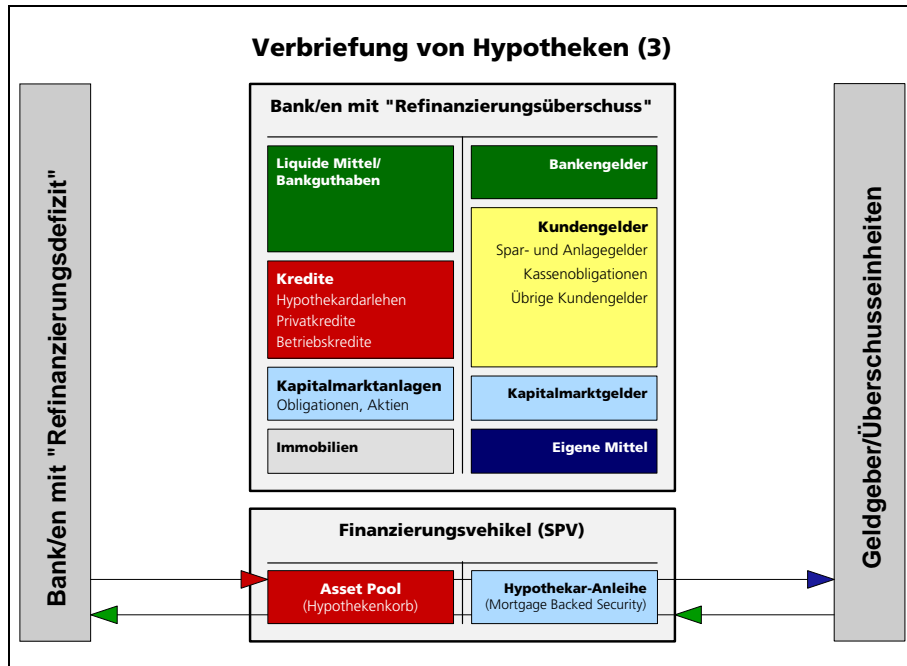 Verbriefung von Hypotheken (3)
Bank/en mit "Refinanzierungsdefizit"
Bank/en mit "Refinanzierungsüberschuss"
Liquide Mittel/
Bankguthaben
Kredite
Hypothekardarlehen
Privatkredite
Betriebskredite
Kapitalmarktanlagen
Obligationen, Aktien
Immobilien
Bankengelder
Kundengelder
Spar- und Anlagegelder
Kassenobligationen
Übrige Kundengelder
Kapitalmarktgelder
Eigene Mittel
Finanzierungsvehikel (SPV)
Asset Pool
(Hypothekenkorb)
Hypothekar-Anleihe
(Mortgage Backed Security)
Geldgeber/Überschusseinheiten